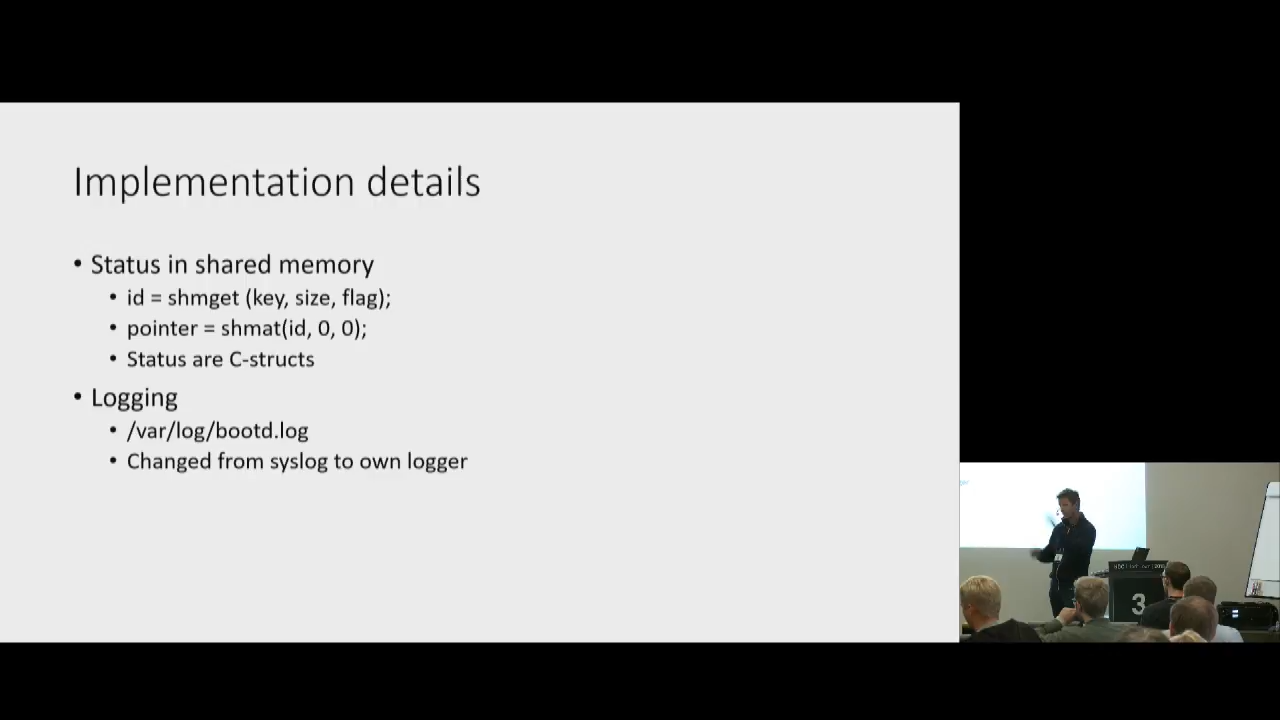 Implementation details
• Status in shared memory
• id = shmget (key, size, flag);
• pointer = shmat(id, 0, 0);
• Status are C-structs
• Logging
• /var/log/bootd.log
• Changed from syslog to own logger
3